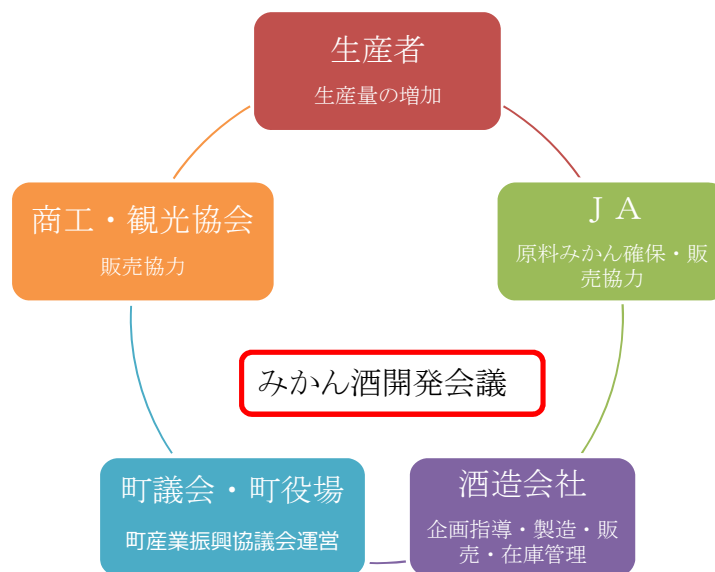 生産者
生産量の増加
商工・観光協会
販売協力
ＪＡ
原料みかん確保・販
売協力
みかん酒開発会議
町議会・町役場
町産業振興協議会運営
酒造会社
企画指導・製造・販
売・在庫管理